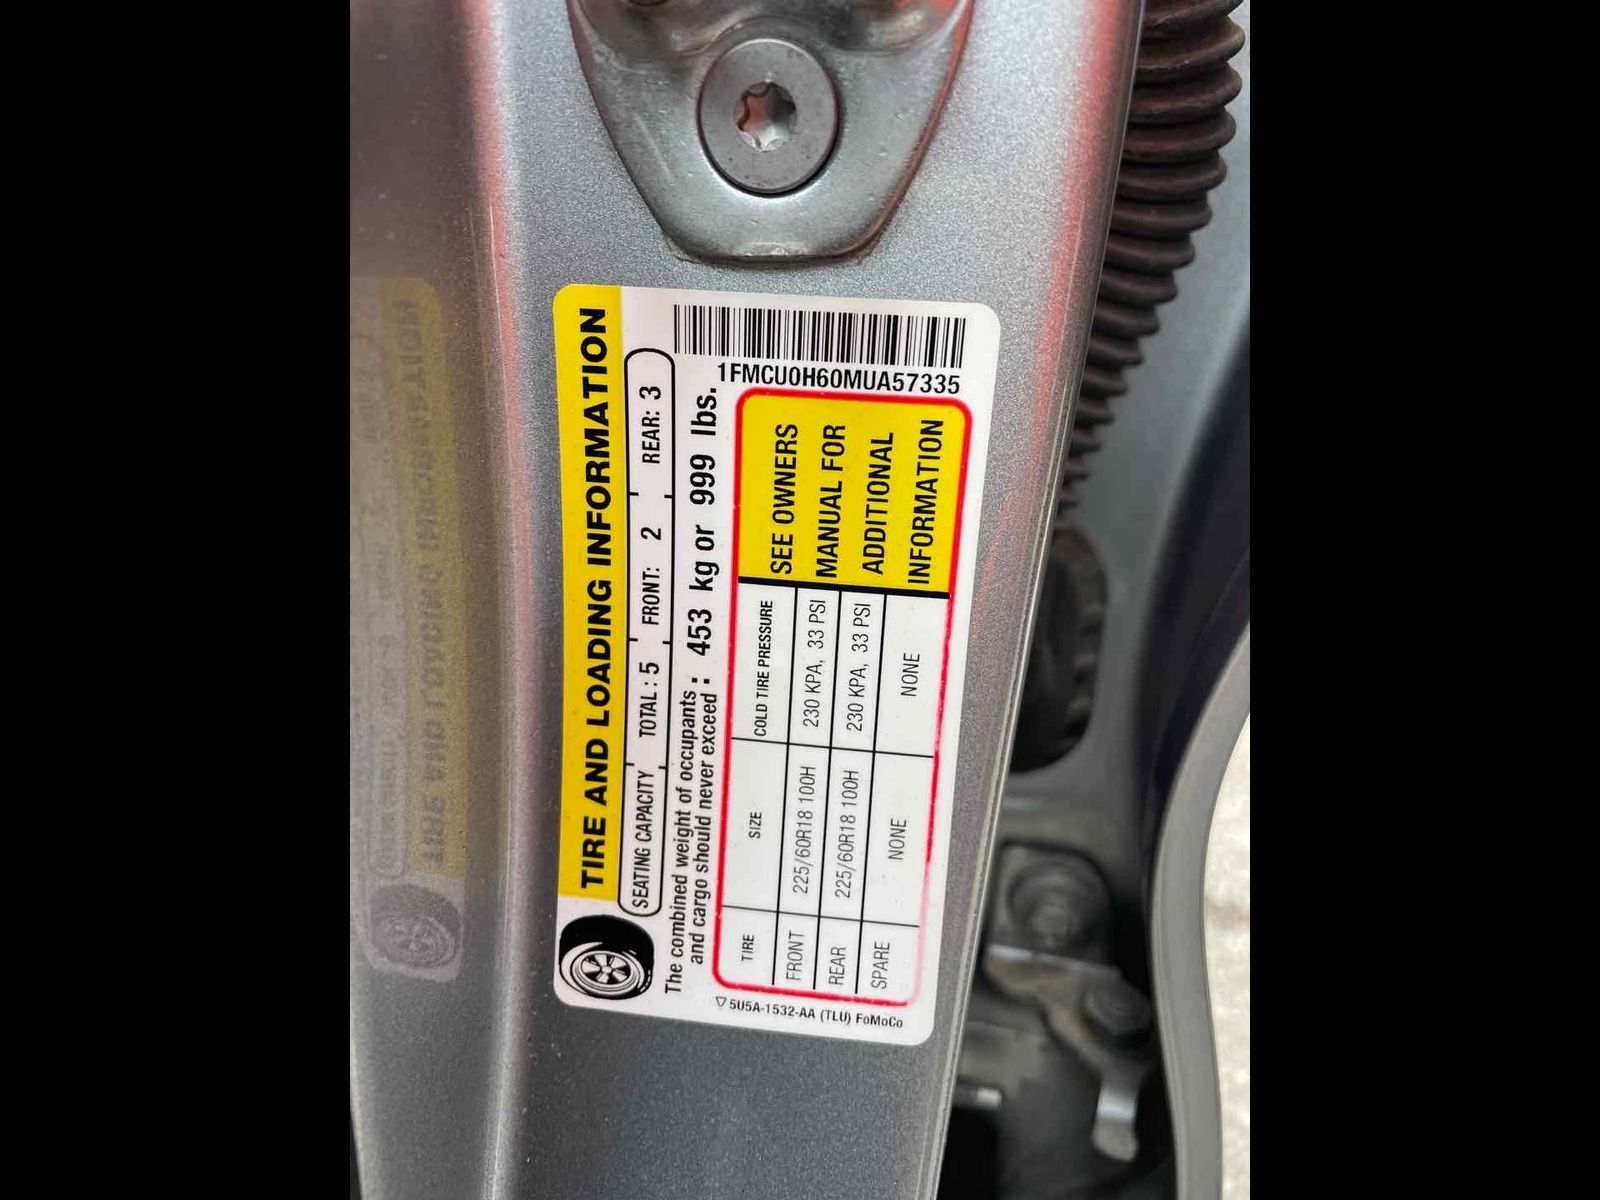 1FMCU0H60MUA57335
TIRE AND LOADING INFORMATION
SEATING CAPACITY TOTAL : 5 FRONT: 2 REAR: 3
The combined weight of occupants
and cargo should never exceed : 453 kg or 999 lbs.
TIRE SIZE COLD TIRE PRESSURE
FRONT 225/60R18 100H 230 KPA, 33 PSI
REAR 225/60R18 100H 230 KPA, 33 PSI
SPARE NONE NONE
SEE OWNERS
MANUAL FOR
ADDITIONAL
INFORMATION
5U5A-1532-AA (TLU) FoMoCo